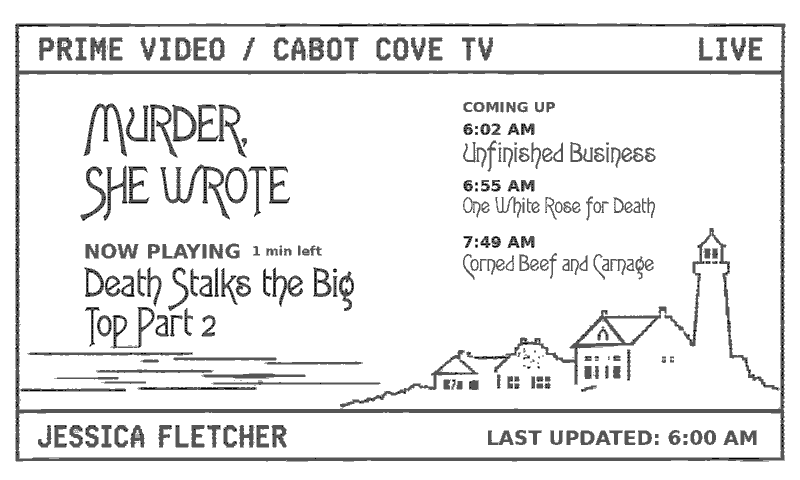 PRIME VIDEO / CABOT COVE TV
LIVE
MURDER,
SHE WROTE
NOW PLAYING 1 min left
Death Stalks the Big
Top Part 2
COMING UP
6:02 AM
Unfinished Business
6:55 AM
One White Rose for Death
7:49 AM
Corned Beef and Carnage
JESSICA FLETCHER
LAST UPDATED: 6:00 AM